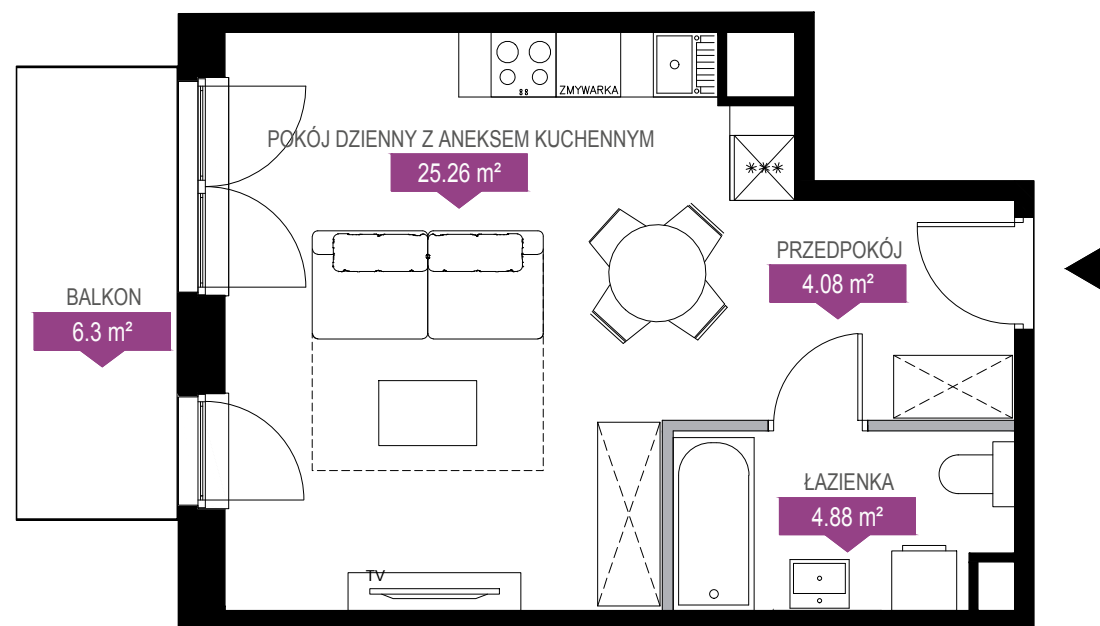 ZMYWARKA
POKÓJ DZIENNY Z ANEKSEM KUCHENNYM
25.26 m²
***
PRZEDPOKÓJ
4.08 m²
BALKON
6.3 m²
ŁAZIENKA
4.88 m²
TV